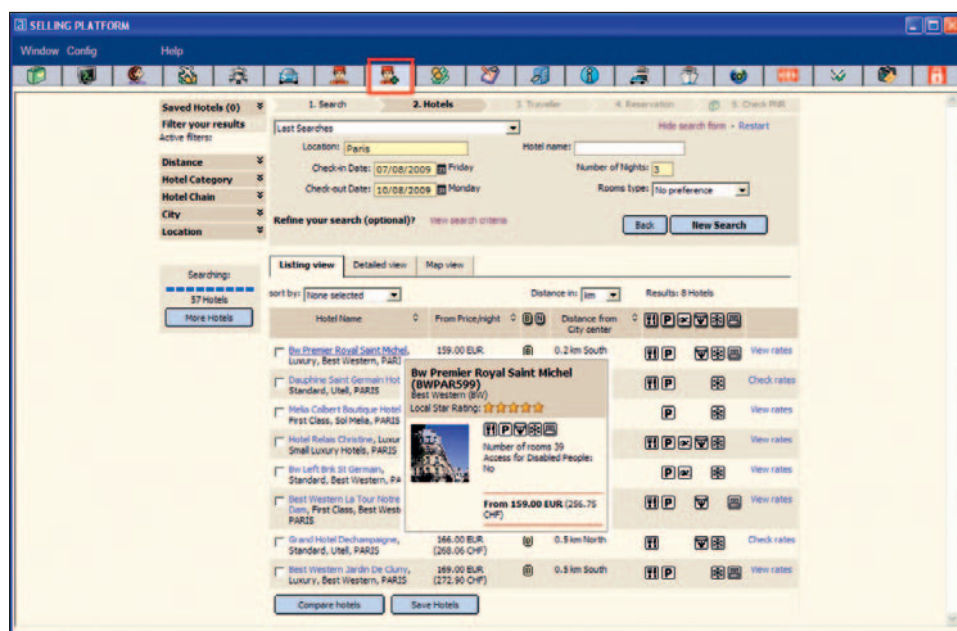 SELLING PLATFORM
Window Config Help
Saved Hotels (0)
Filter your results
Active filters:
Distance
Hotel Category
Hotel Chain
City
Location
Searching:
57 Hotels
More Hotels
1. Search 2. Hotels 3. Traveller 4. Reservation 5. Check PNR
Last Searches
Hide search form - Restart
Location: Paris Hotel name:
Check-in Date: 07/08/2009 Friday Number of Nights: 3
Check-out Date: 10/08/2009 Monday Rooms type: No preference
Refine your search (optional)? View search criteria Back New Search
Listing view Detailed view Map view
sort by: None selected Distance in: km Results: 8 Hotels
Hotel Name From Price/night B N Distance from
City center
Bw Premier Royal Saint Michel, 159.00 EUR 0.2 km South View rates
Luxury, Best Western, PARI
Dauphine Saint Germain Hot Check rates
Standard, Utell, PARIS
Melia Colbert Boutique Hotel View rates
First Class, Sol Melia, PARIS
Hotel Relais Christine, Luxur View rates
Small Luxury Hotels, PARIS
Bw Left Bnk St Germain, View rates
Standard, Best Western, PA
Best Western La Tour Notre View rates
Dam, First Class, Best West
PARIS
Bw Premier Royal Saint Michel
(BWPAR599)
Best Western (BW)
Local Star Rating:
Number of rooms 39
Access for Disabled People:
No
From 159.00 EUR (256.75
CHF)
Grand Hotel Dechampaigne, 166.00 EUR 0.5 km North Check rates
Standard, Utell, PARIS (268.06 CHF)
Best Western Jardin De Cluny, 169.00 EUR 0.5 km South View rates
Luxury, Best Western, PARIS (272.90 CHF)
Compare hotels Save Hotels